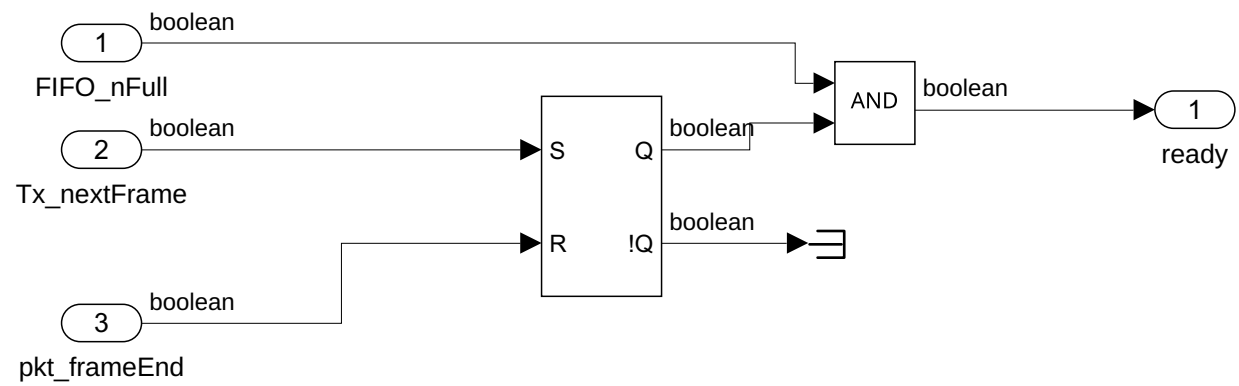 1
boolean
FIFO_nFull
2
boolean
Tx_nextFrame
3
boolean
pkt_frameEnd
S
R
Q
!Q
boolean
boolean
AND
boolean
1
ready